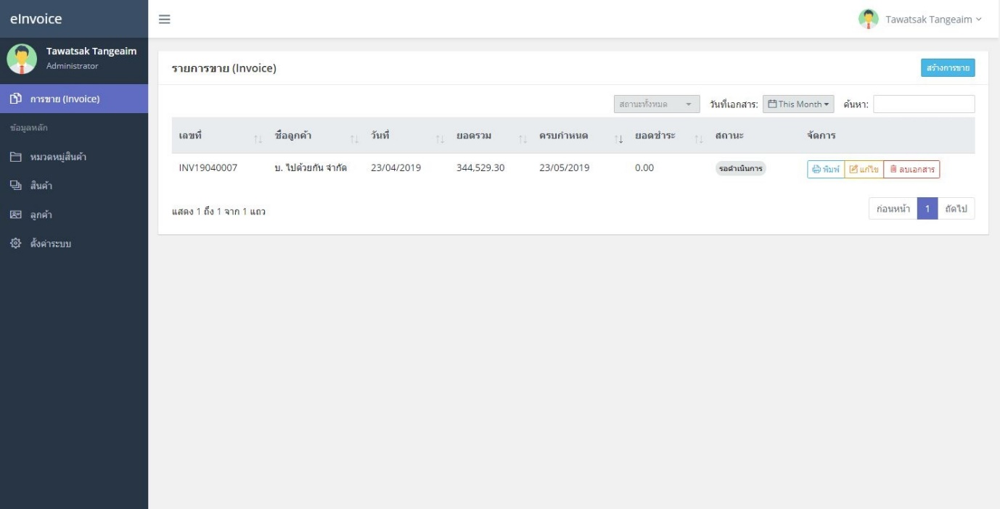 eInvoice
Tawatsak Tangeaim
Tawatsak Tangeaim
Administrator
การขาย (Invoice)
ข้อมูลหลัก
หมวดหมู่สินค้า
สินค้า
ลูกค้า
ตั้งค่าระบบ
รายการขาย (Invoice)
สร้างการขาย
สถานะทั้งหมด วันที่เอกสาร: This Month ค้นหา:
เลขที่ ชื่อลูกค้า วันที่ ยอดรวม ครบกำหนด ยอดชำระ สถานะ จัดการ
INV19040007 บ. ไปด้วยกัน จำกัด 23/04/2019 344,529.30 23/05/2019 0.00 รอดำเนินการ พิมพ์ แก้ไข ลบเอกสาร
แสดง 1 ถึง 1 จาก 1 แถว
ก่อนหน้า 1 ถัดไป